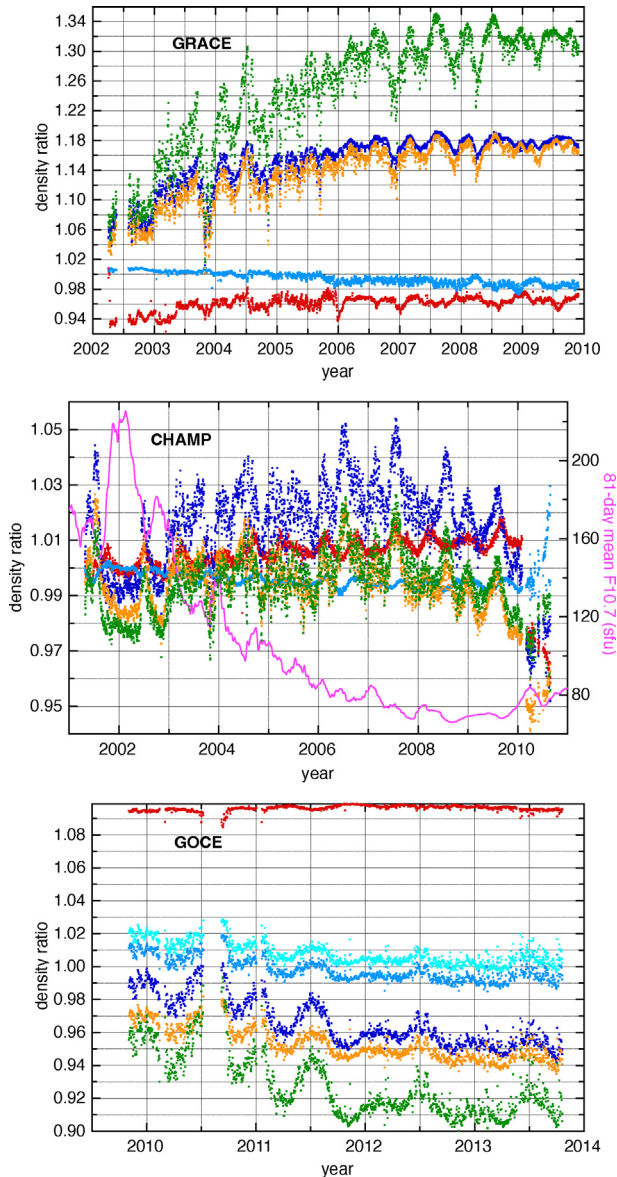 1.34
GRACE
1.30
1.26
1.22
1.18
1.14
1.10
1.06
1.02
0.98
0.94
density ratio
2002 2003 2004 2005 2006 2007 2008 2009 2010
year
1.05
CHAMP
1.03
1.01
0.99
0.97
0.95
density ratio
200
160
120
80
81-day mean F10.7 (sfu)
2002 2004 2006 2008 2010
year
1.08
GOCE
1.06
1.04
1.02
1.00
0.98
0.96
0.94
0.92
0.90
density ratio
2010 2011 2012 2013 2014
year